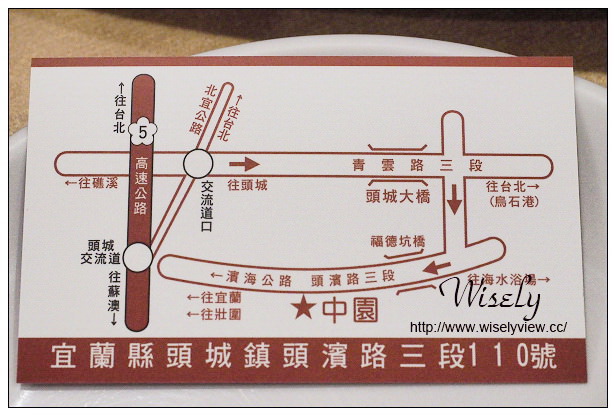 ↑往台北
北宜公路
↑往台北
5
高速公路
←往礁溪
交流道口
往頭城
青雲路三段
頭城大橋
往台北→
(烏石港)
頭城
交流道
往蘇澳↓
福德坑橋
←濱海公路 頭濱路三段
往海水浴場→
←往宜蘭
←往壯圍
★中園
Wisely
http://www.wiselyview.cc/
宜蘭縣頭城鎮頭濱路三段110號